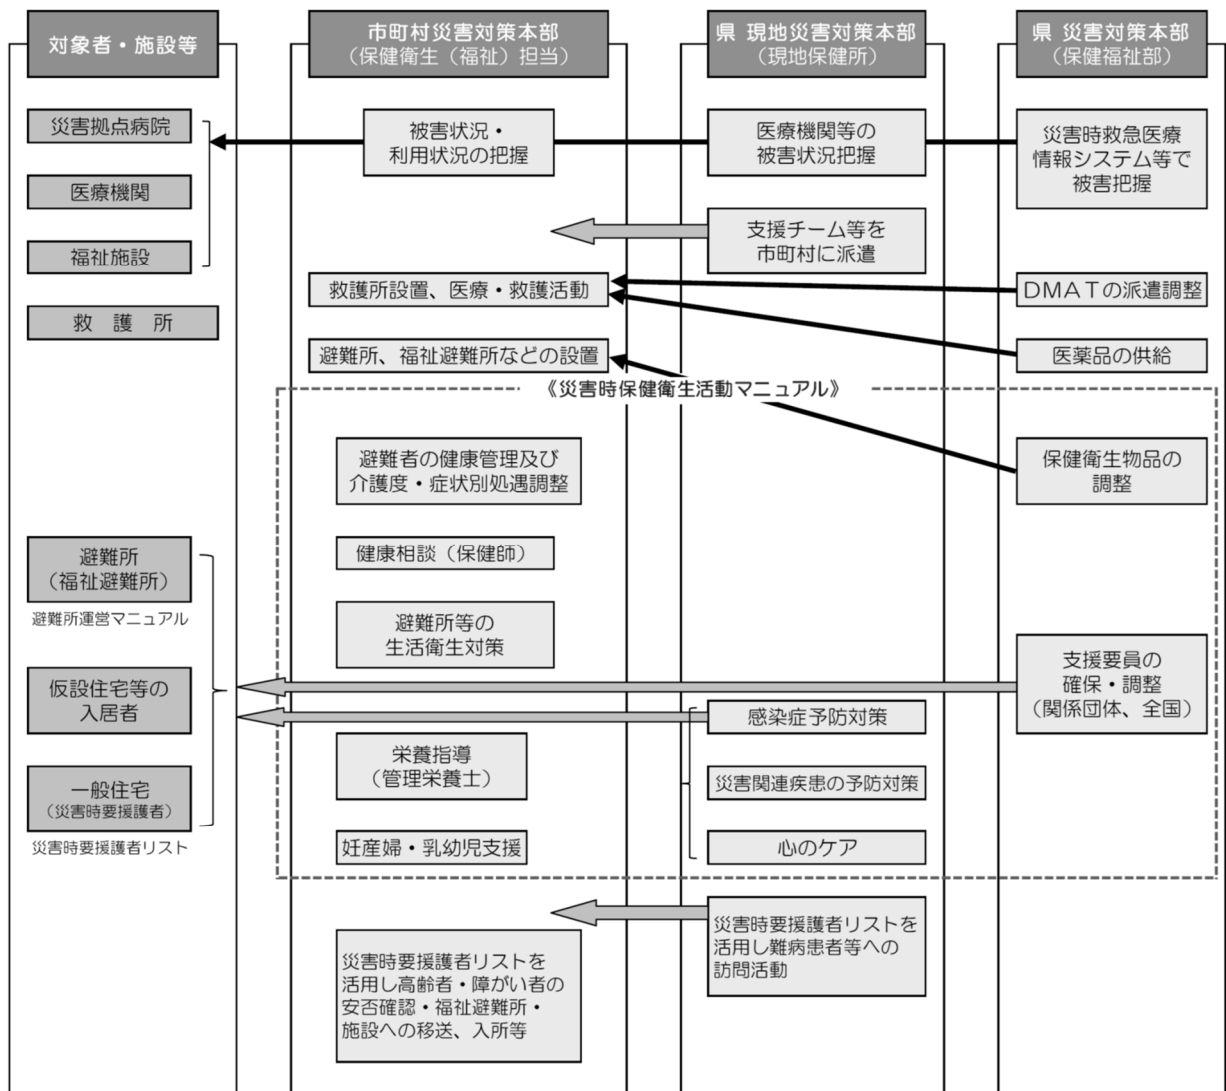 対象者・施設等
災害拠点病院
医療機関
福祉施設
救 護 所
避難所
(福祉避難所)
避難所運営マニュアル
仮設住宅等の
入居者
一般住宅
(災害時要援護者)
災害時要援護者リスト
市町村災害対策本部
(保健衛生(福祉)担当)
被害状況・
利用状況の把握
救護所設置、医療・救護活動
避難所、福祉避難所などの設置
《災害時保健衛生活動マニュアル》
避難者の健康管理及び
介護度・症状別処遇調整
健康相談(保健師)
避難所等の
生活衛生対策
栄養指導
(管理栄養士)
妊産婦・乳幼児支援
災害時要援護者リストを
活用し高齢者・障がい者の
安否確認・福祉避難所・
施設への移送、入所等
県 現地災害対策本部
(現地保健所)
医療機関等の
被害状況把握
支援チーム等を
市町村に派遣
感染症予防対策
災害関連疾患の予防対策
心のケア
災害時要援護者リストを
活用し難病患者等への
訪問活動
県 災害対策本部
(保健福祉部)
災害時救急医療
情報システム等で
被害把握
DMATの派遣調整
医薬品の供給
保健衛生物品の
調整
支援要員の
確保・調整
(関係団体、全国)